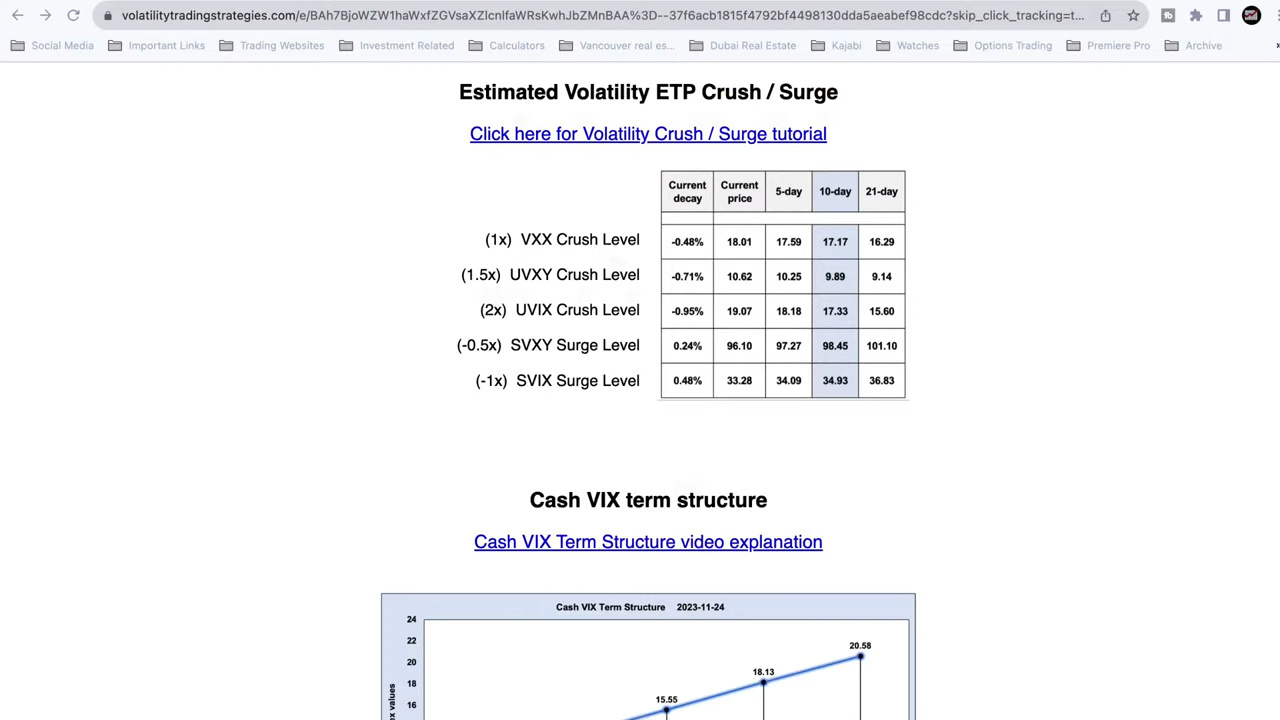 volatilitytradingstrategies.com/e/BAh7BjoWZW1haWxfZGVsaXZlcnlfaWRsKwhJbZMnBAA%3D--37f6acb1815f4792bf4498130dda5aeabef98cdc?skip_click_tracking=t...
Social Media Important Links Trading Websites Investment Related Calculators Vancouver real es... Dubai Real Estate Kajabi Watches Options Trading Premiere Pro Archive
Estimated Volatility ETP Crush / Surge
Click here for Volatility Crush / Surge tutorial
Current decay Current price 5-day 10-day 21-day
(1x) VXX Crush Level -0.48% 18.01 17.59 17.17 16.29
(1.5x) UVXY Crush Level -0.71% 10.62 10.25 9.89 9.14
(2x) UVIX Crush Level -0.95% 19.07 18.18 17.33 15.60
(-0.5x) SVXY Surge Level 0.24% 96.10 97.27 98.45 101.10
(-1x) SVIX Surge Level 0.48% 33.28 34.09 34.93 36.83
Cash VIX term structure
Cash VIX Term Structure video explanation
Cash VIX Term Structure 2023-11-24
24
22
20.58
20
18.13
18
15.55
16
values